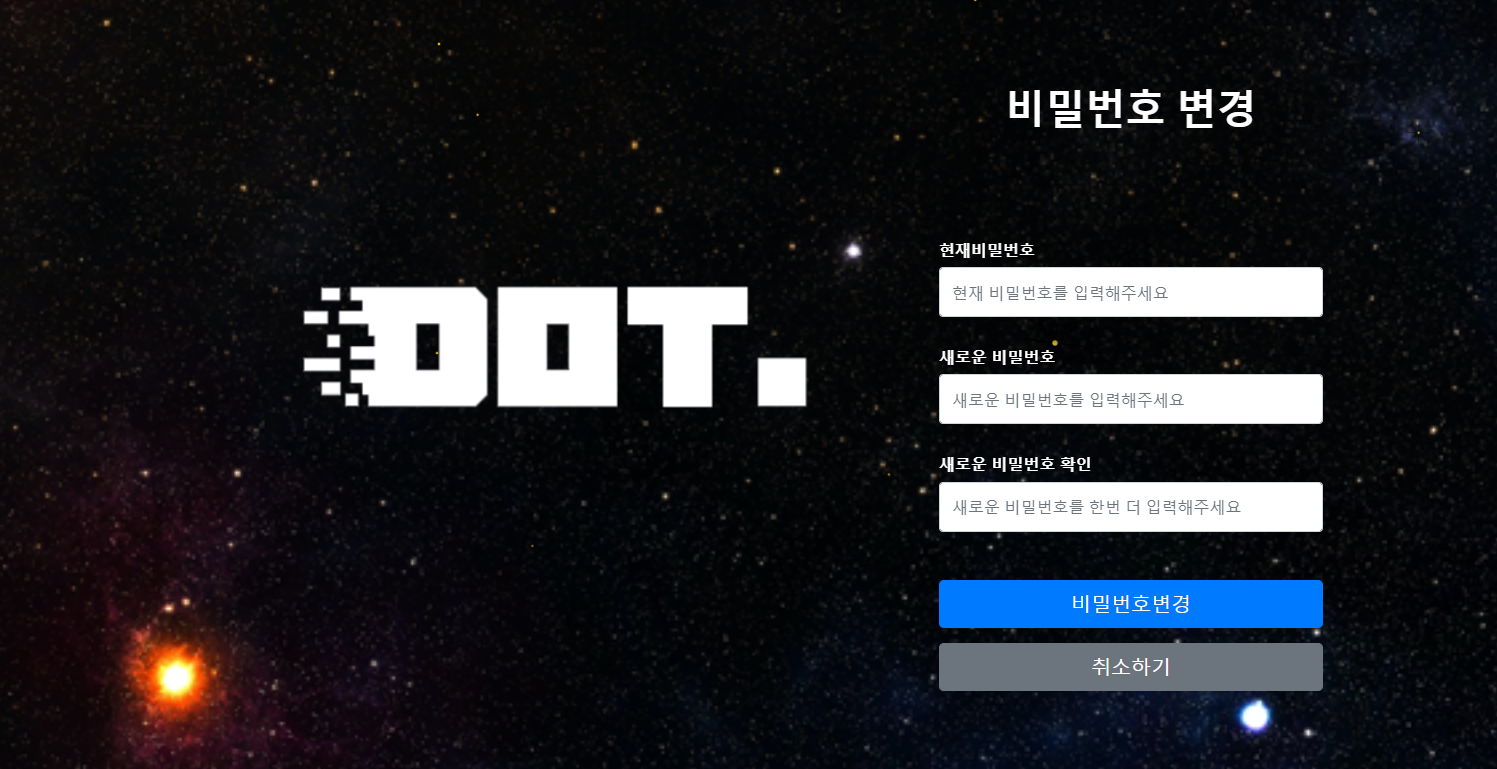 비밀번호 변경
DOT.
현재비밀번호
현재 비밀번호를 입력해주세요
새로운 비밀번호
새로운 비밀번호를 입력해주세요
새로운 비밀번호 확인
새로운 비밀번호를 한번 더 입력해주세요
비밀번호변경
취소하기